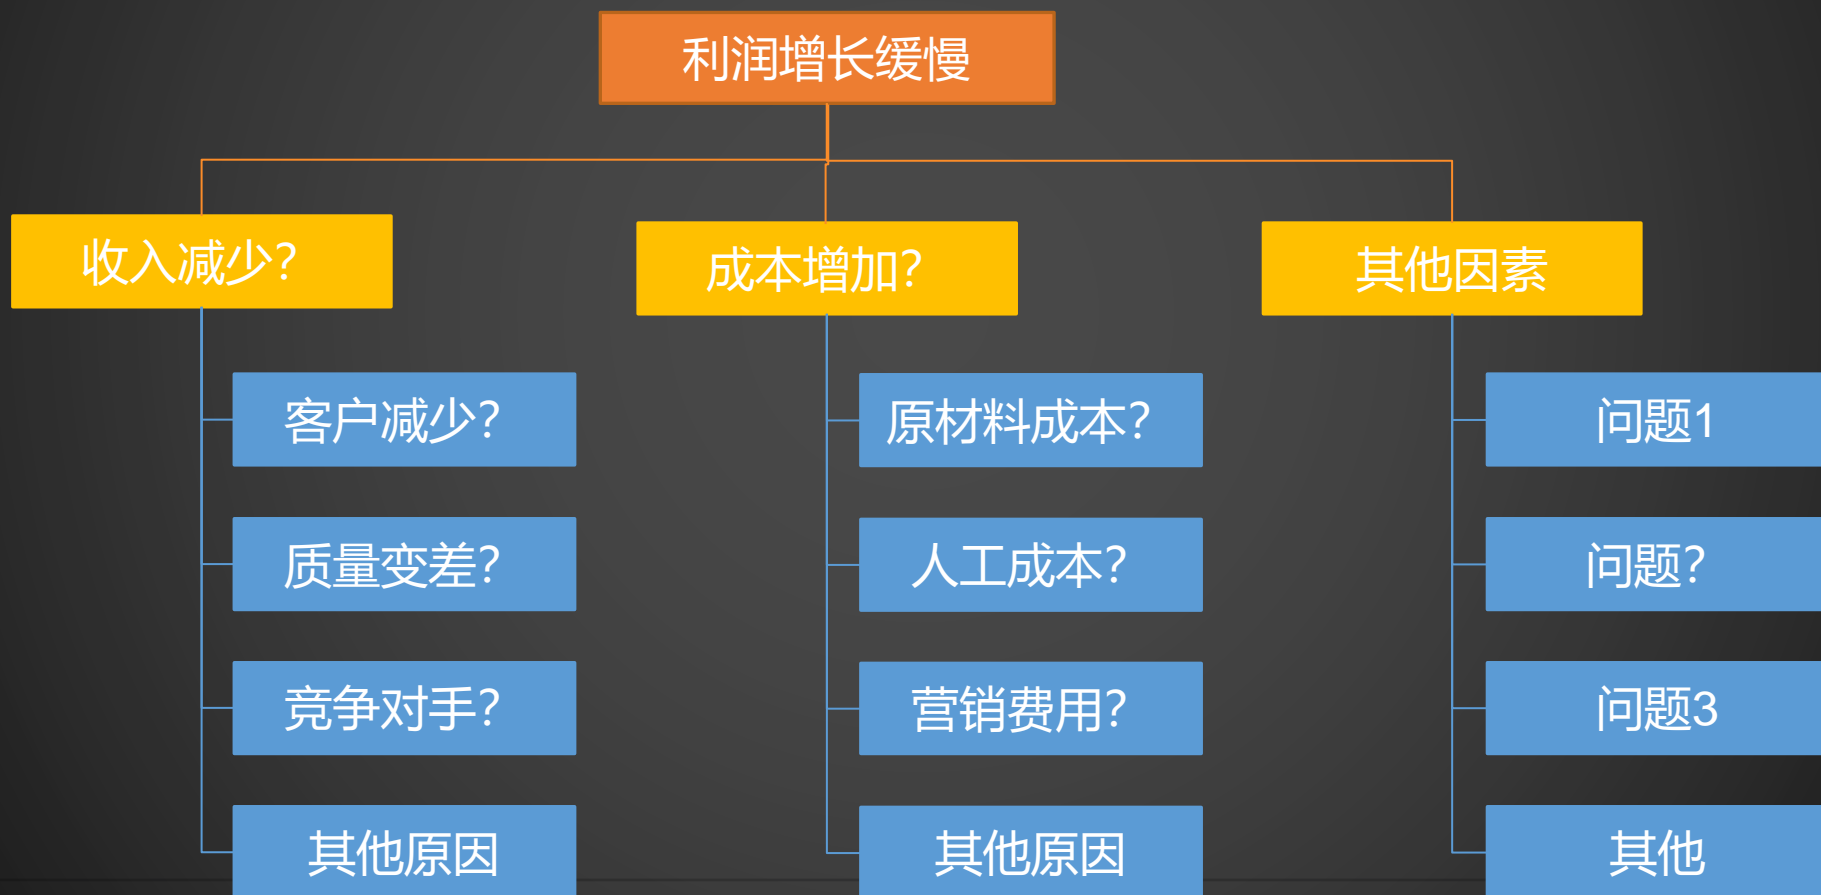 利润增长缓慢
收入减少？
客户减少？
质量变差？
竞争对手？
其他原因
成本增加？
原材料成本？
人工成本？
营销费用？
其他原因
其他因素
问题1
问题？
问题3
其他